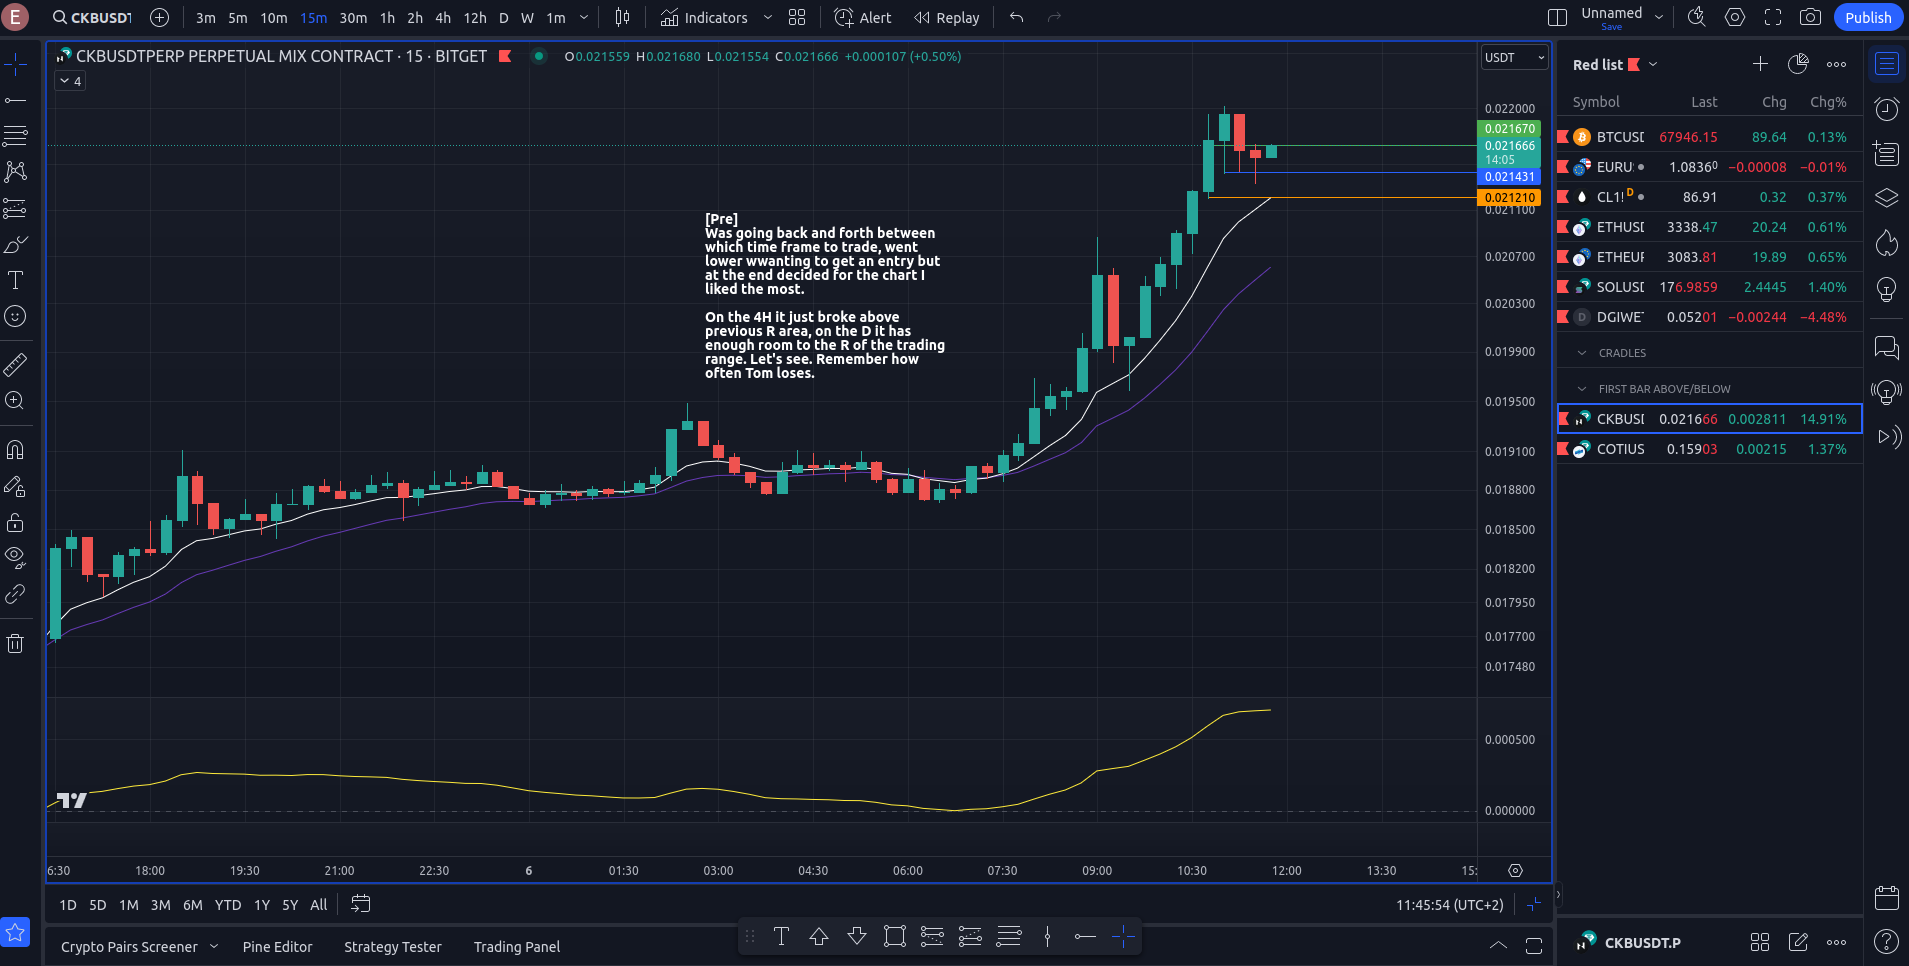 E
CKBUSDT
3m 5m 10m 15m 30m 1h 2h 4h 12h D W 1m
Indicators
Alert
Replay
Unnamed
Save
Publish
CKBUSDTPERP PERPETUAL MIX CONTRACT · 15 · BITGET
O0.021559 H0.021680 L0.021554 C0.021666 +0.000107 (+0.50%)
4
USDT
[Pre]
Was going back and forth between
which time frame to trade, went
lower wwanting to get an entry but
at the end decided for the chart I
liked the most.
On the 4H it just broke above
previous R area, on the D it has
enough room to the R of the trading
range. Let's see. Remember how
often Tom loses.
0.022000
0.021670
0.021666
14:05
0.021431
0.021210
0.021100
0.020700
0.020300
0.019900
0.019500
0.019100
0.018800
0.018500
0.018200
0.017950
0.017700
0.017480
0.000500
0.000000
6:30 18:00 19:30 21:00 22:30 6 01:30 03:00 04:30 06:00 07:30 09:00 10:30 12:00 13:30 15:
1D 5D 1M 3M 6M YTD 1Y 5Y All
11:45:54 (UTC+2)
Crypto Pairs Screener Pine Editor Strategy Tester Trading Panel
T
Red list
Symbol Last Chg Chg%
BTCUSD 67946.15 89.64 0.13%
EURU 1.08360 −0.00008 −0.01%
CL1! D 86.91 0.32 0.37%
ETHUSD 3338.47 20.24 0.61%
ETHEUR 3083.81 19.89 0.65%
SOLUSD 176.9859 2.4445 1.40%
D DGIWET 0.05201 −0.00244 −4.48%
CRADLES
FIRST BAR ABOVE/BELOW
CKBUSD 0.021666 0.002811 14.91%
COTIUS 0.15903 0.00215 1.37%
CKBUSDT.P